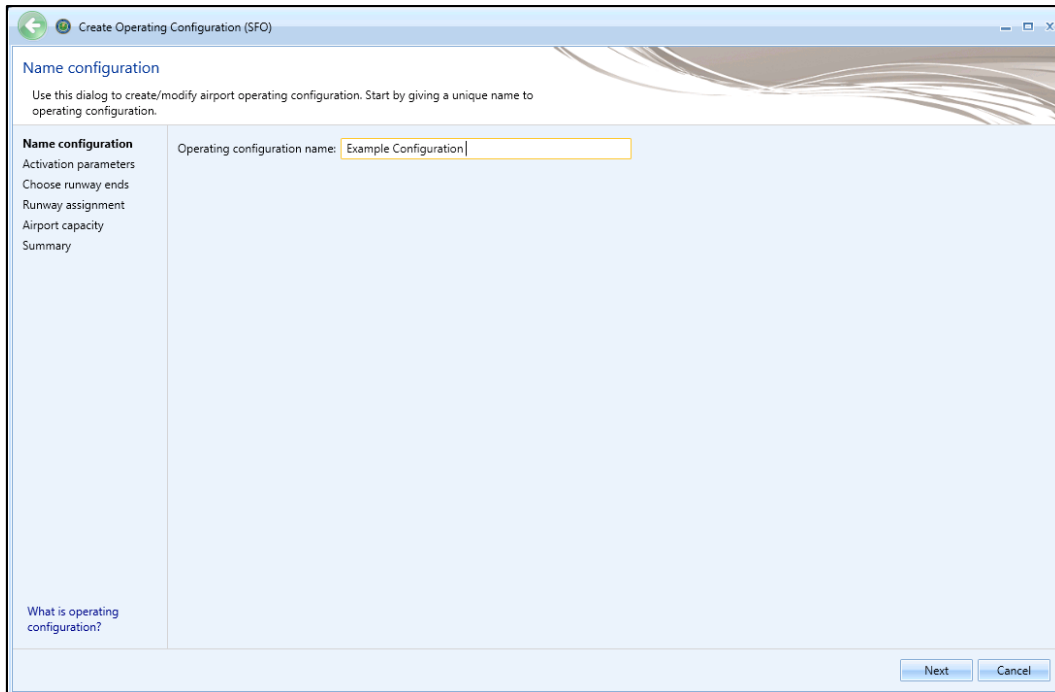 Create Operating Configuration (SFO)
Name configuration
Use this dialog to create/modify airport operating configuration. Start by giving a unique name to
operating configuration.
Name configuration
Activation parameters
Choose runway ends
Runway assignment
Airport capacity
Summary
Operating configuration name: Example Configuration
What is operating
configuration?
Next Cancel